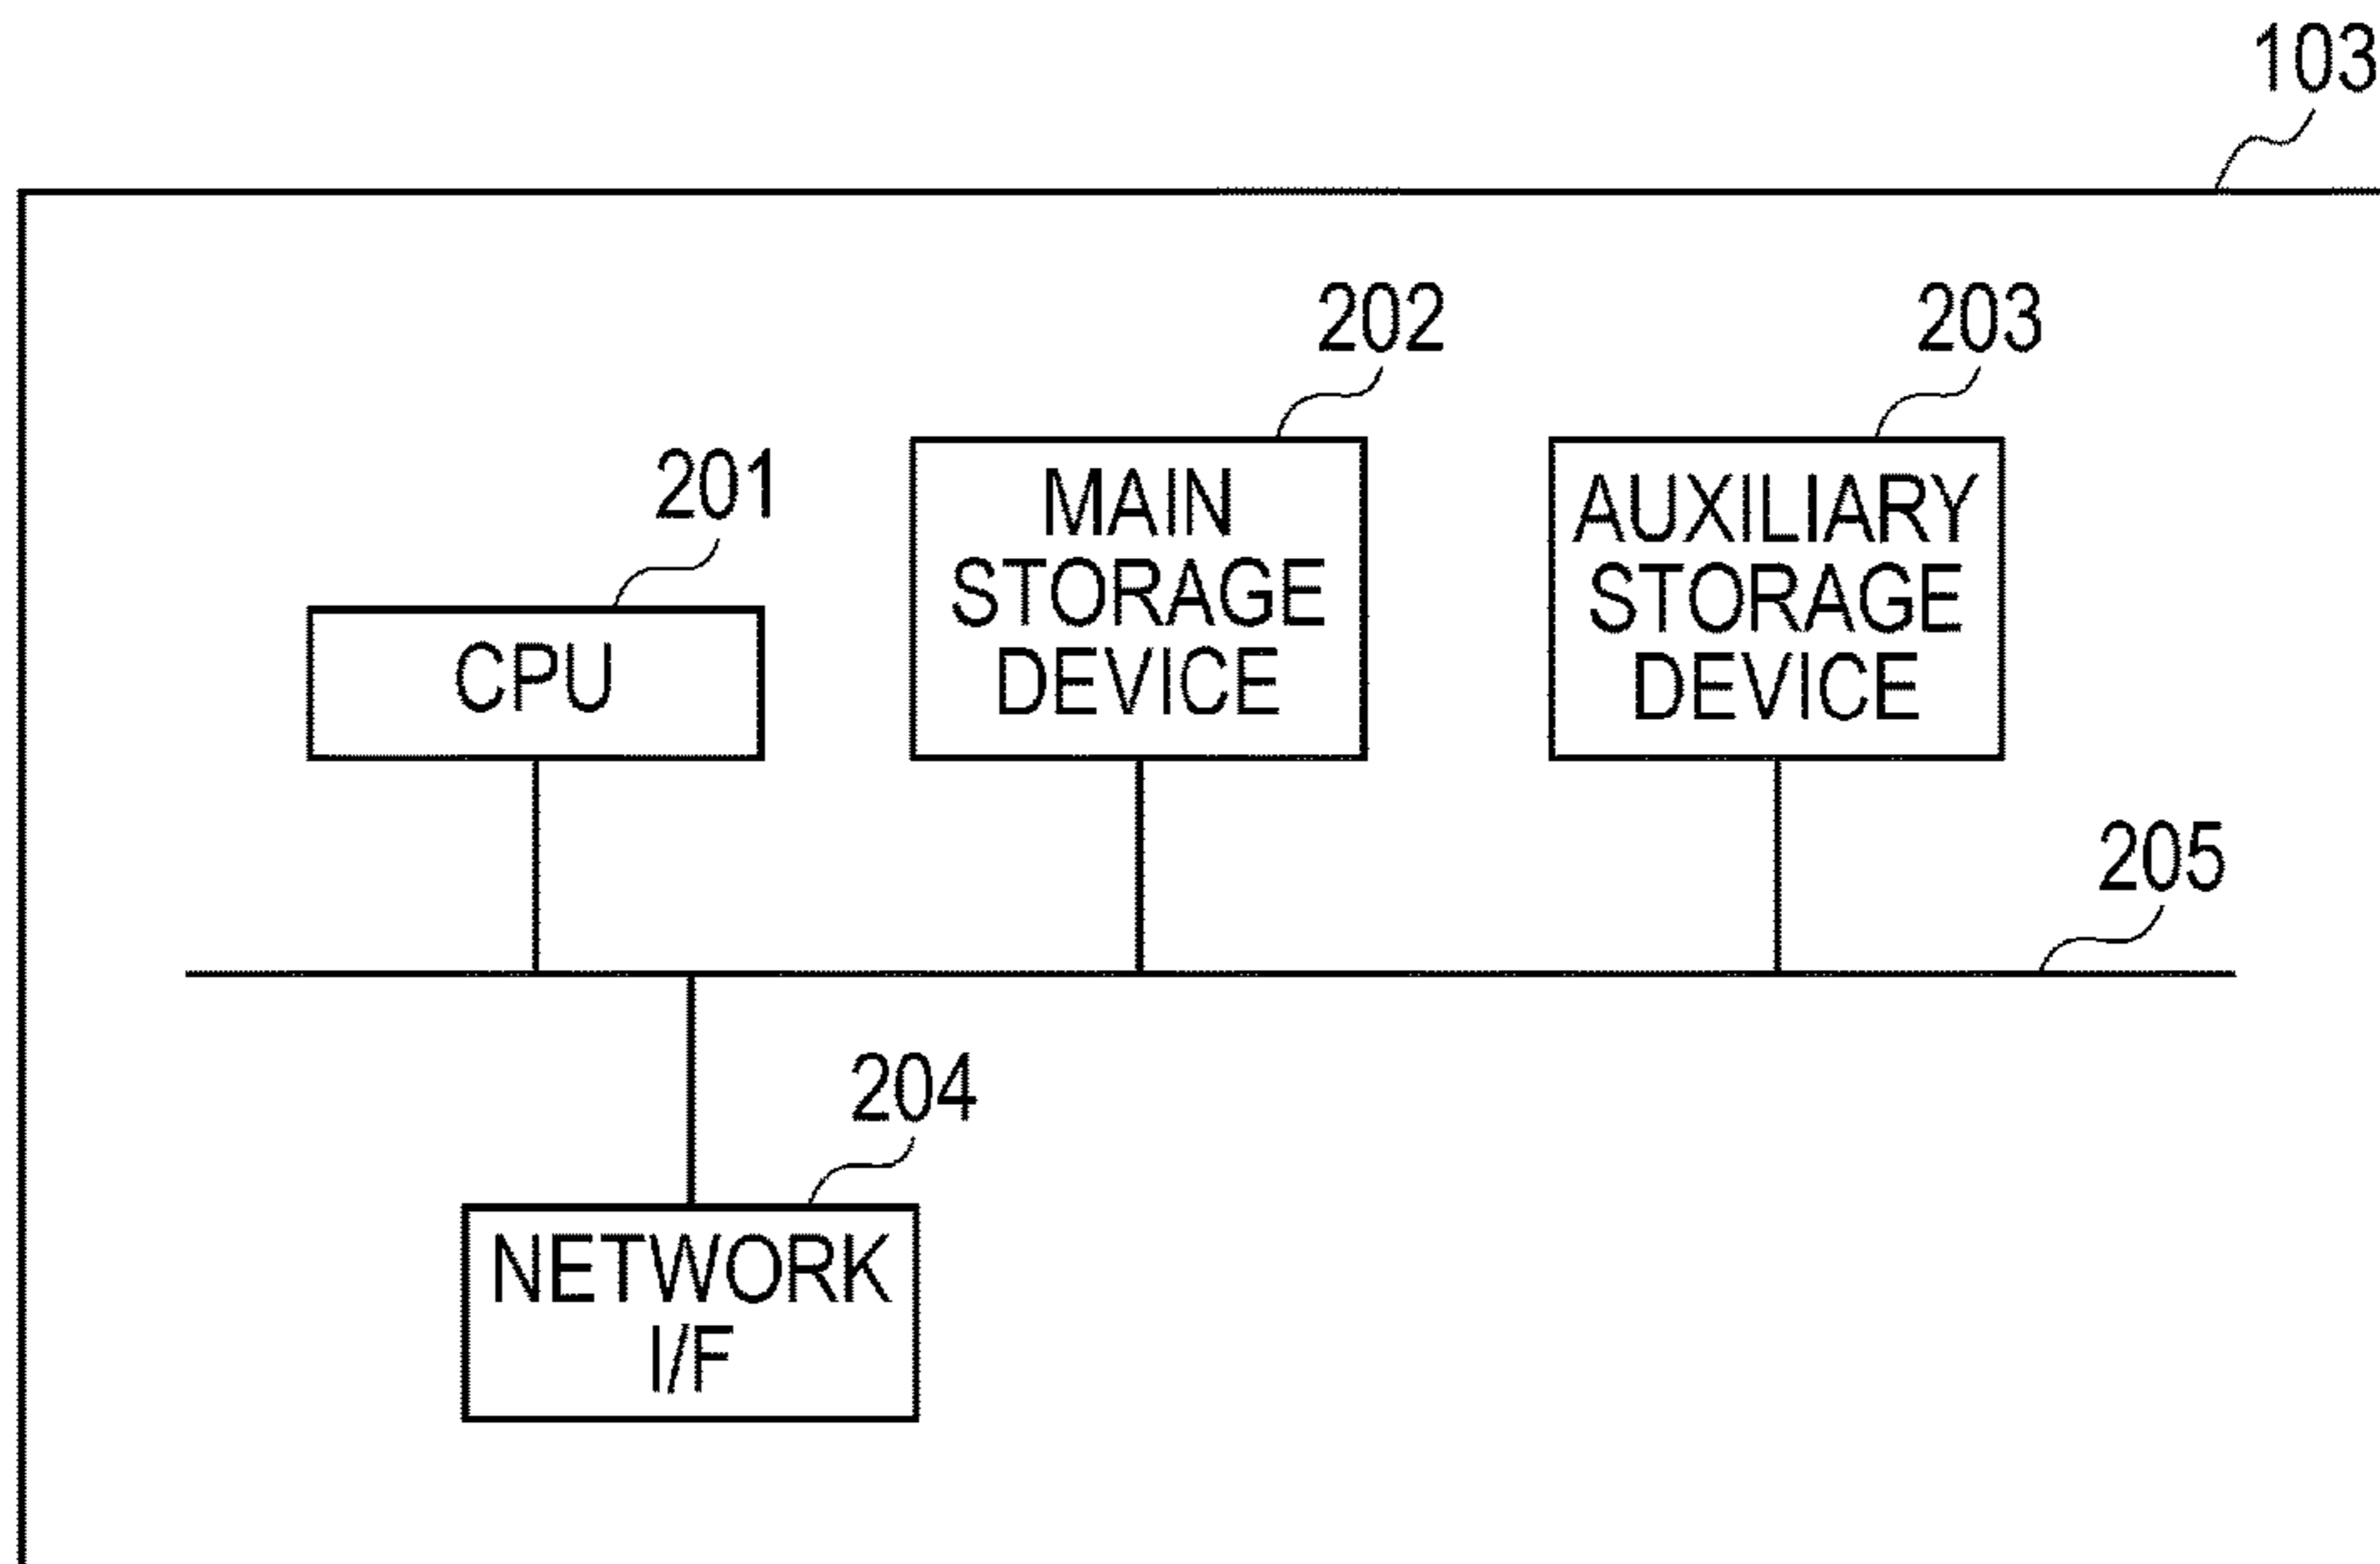 103
202
203
201
MAIN
STORAGE
DEVICE
AUXILIARY
STORAGE
DEVICE
CPU
205
204
NETWORK
I/F